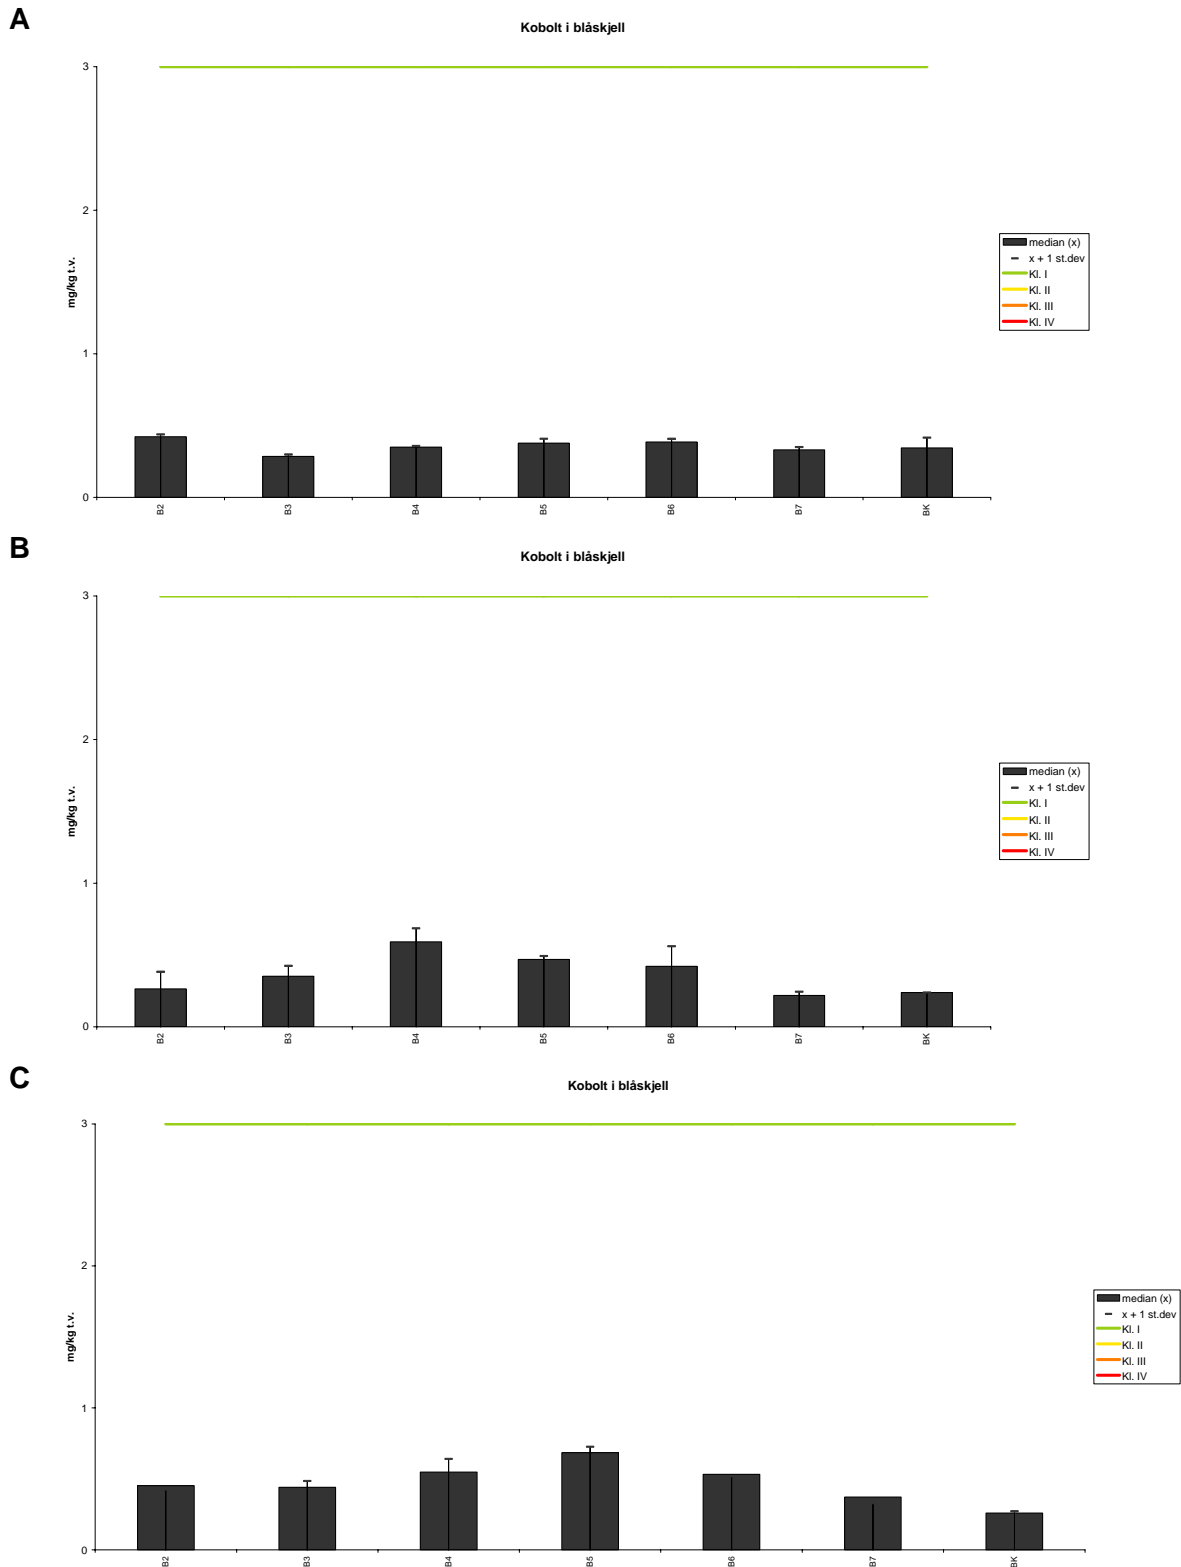 A
Kobolt i blåskjell
3
2
1
0
mg/kg t.v.
B2 B3 B4 B5 B6 B7 BK
median (x)
x + 1 st.dev
Kl. I
Kl. II
Kl. III
Kl. IV
B
Kobolt i blåskjell
3
2
1
0
mg/kg t.v.
B2 B3 B4 B5 B6 B7 BK
median (x)
x + 1 st.dev
Kl. I
Kl. II
Kl. III
Kl. IV
C
Kobolt i blåskjell
3
2
1
0
mg/kg t.v.
B2 B3 B4 B5 B6 B7 BK
median (x)
x + 1 st.dev
Kl. I
Kl. II
Kl. III
Kl. IV